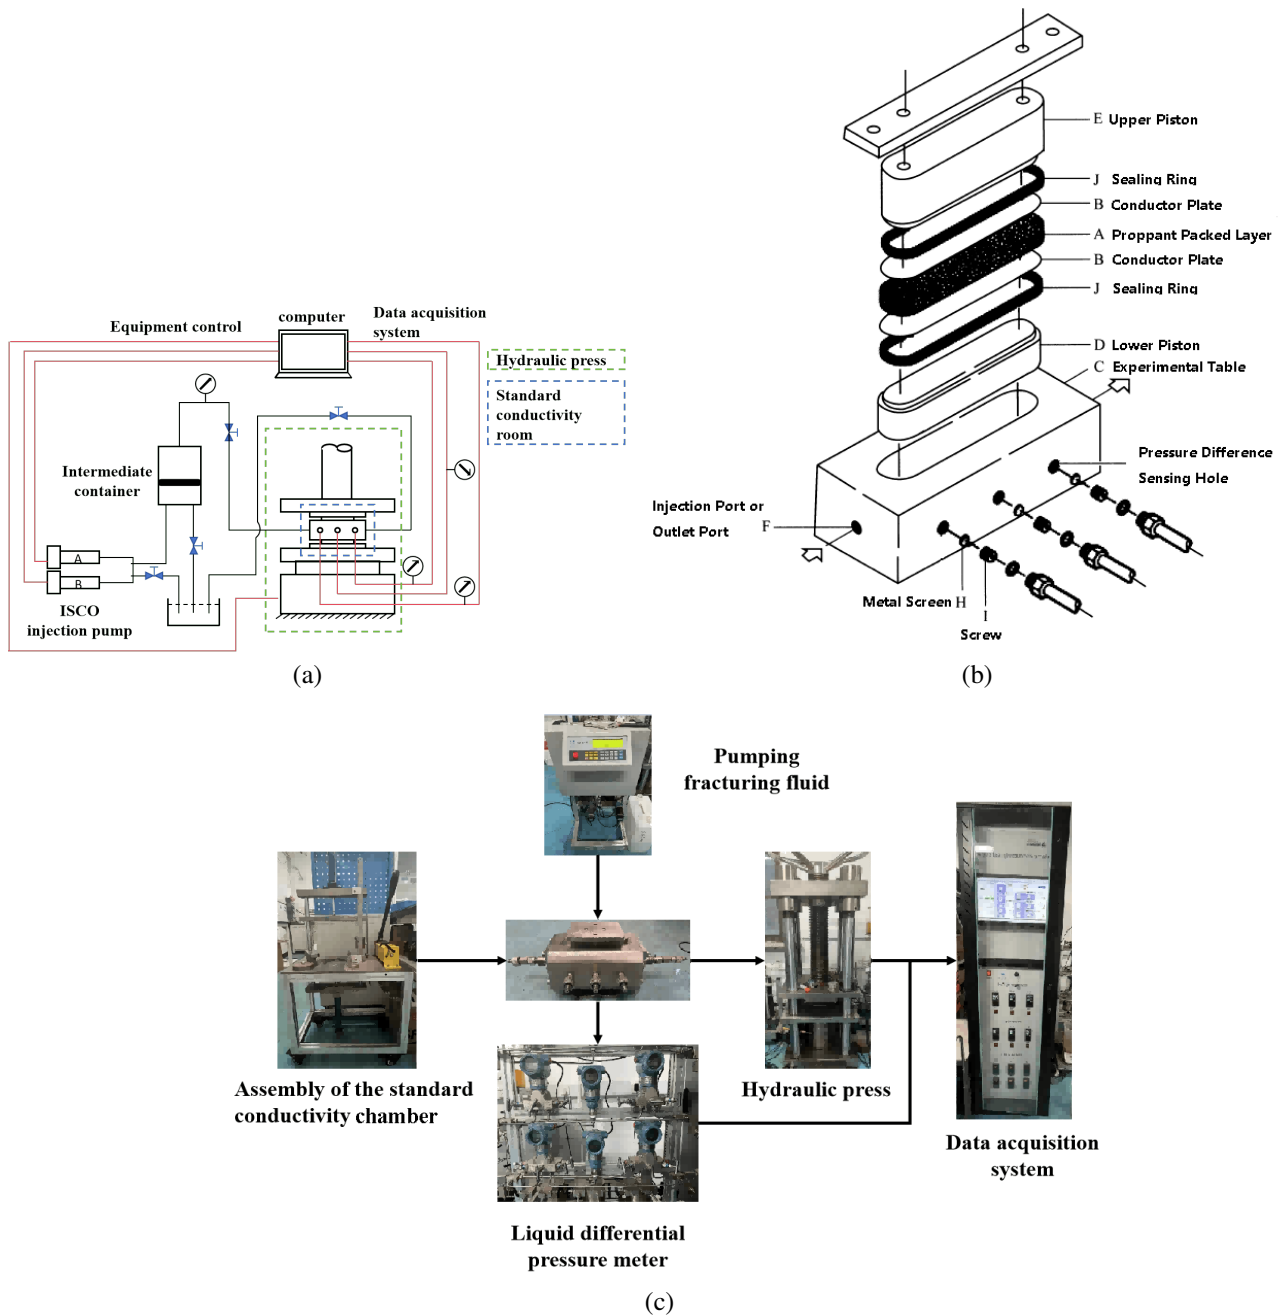 Equipment control
computer
Data acquisition
system
Hydraulic press
Standard
conductivity
room
Intermediate
container
A
B
ISCO
injection pump
(a)
E Upper Piston
J Sealing Ring
B Conductor Plate
A Proppant Packed Layer
B Conductor Plate
J Sealing Ring
D Lower Piston
C Experimental Table
Pressure Difference
Sensing Hole
Injection Port or
Outlet Port
F
Metal Screen H
I
Screw
(b)
Pumping
fracturing fluid
Assembly of the standard
conductivity chamber
Hydraulic press
Data acquisition
system
Liquid differential
pressure meter
(c)